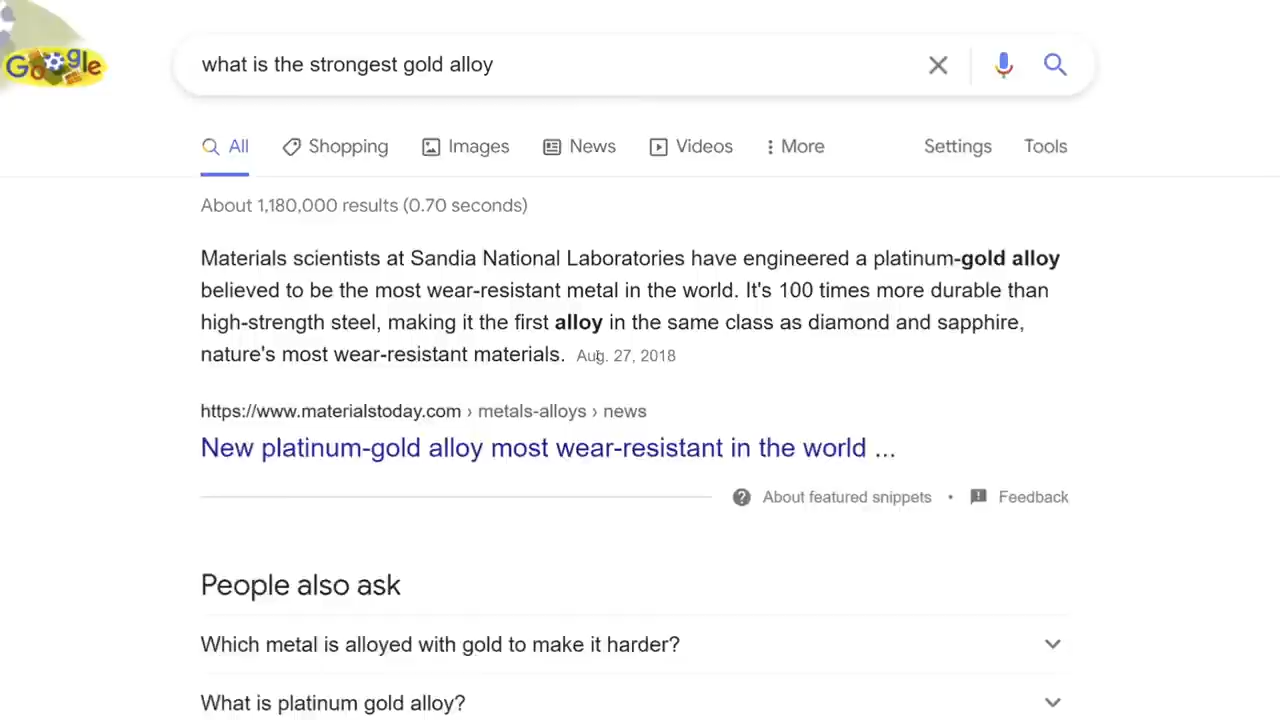 Google
what is the strongest gold alloy
All Shopping Images News Videos More Settings Tools
About 1,180,000 results (0.70 seconds)
Materials scientists at Sandia National Laboratories have engineered a platinum-gold alloy
believed to be the most wear-resistant metal in the world. It's 100 times more durable than
high-strength steel, making it the first alloy in the same class as diamond and sapphire,
nature's most wear-resistant materials. Aug. 27, 2018
https://www.materialstoday.com › metals-alloys › news
New platinum-gold alloy most wear-resistant in the world ...
About featured snippets • Feedback
People also ask
Which metal is alloyed with gold to make it harder?
What is platinum gold alloy?